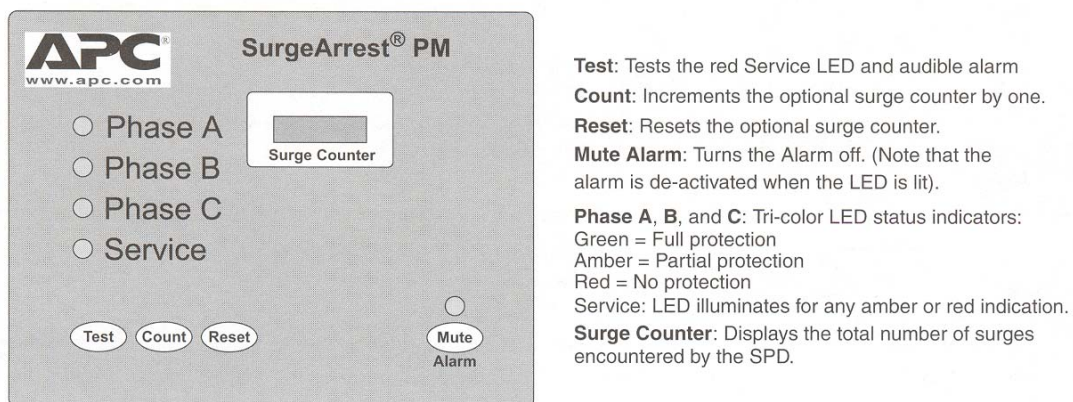 APC®
www.apc.com
SurgeArrest® PM
Surge Counter
Phase A
Phase B
Phase C
Service
Test
Count
Reset
Mute
Alarm
Test: Tests the red Service LED and audible alarm
Count: Increments the optional surge counter by one.
Reset: Resets the optional surge counter.
Mute Alarm: Turns the Alarm off. (Note that the
alarm is de-activated when the LED is lit).
Phase A, B, and C: Tri-color LED status indicators:
Green = Full protection
Amber = Partial protection
Red = No protection
Service: LED illuminates for any amber or red indication.
Surge Counter: Displays the total number of surges
encountered by the SPD.